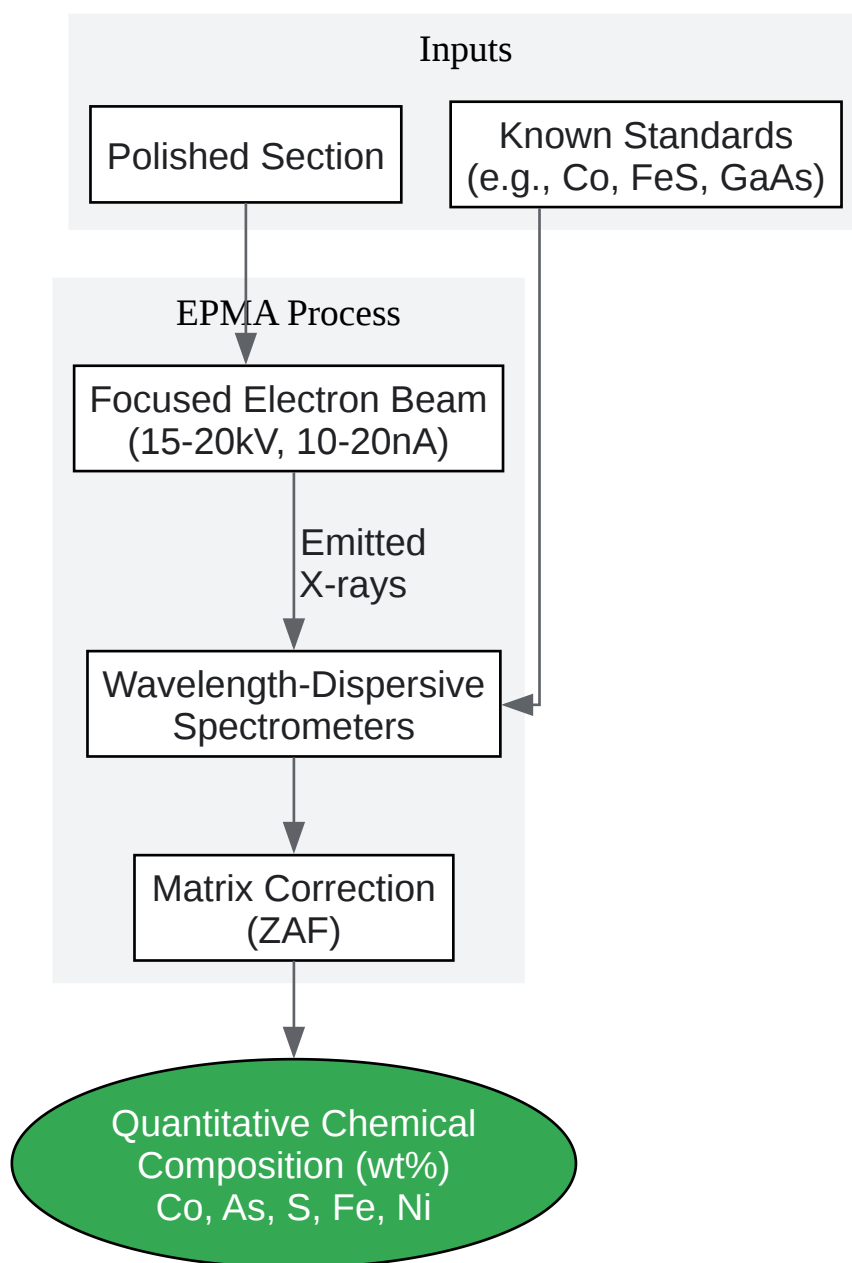 Inputs
Polished Section
Known Standards
(e.g., Co, FeS, GaAs)
EPMA Process
Focused Electron Beam
(15-20kV, 10-20nA)
Emitted
X-rays
Wavelength-Dispersive
Spectrometers
Matrix Correction
(ZAF)
Quantitative Chemical
Composition (wt%)
Co, As, S, Fe, Ni